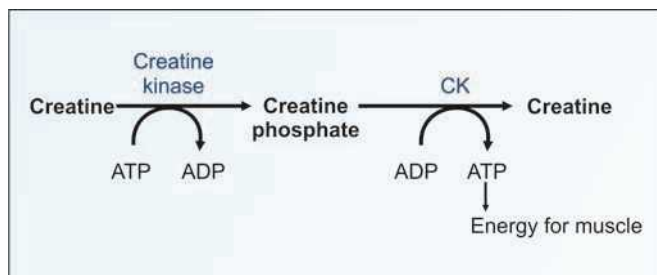 Creatine
kinase
CK
Creatine
Creatine
phosphate
Creatine
ATP
ADP
ADP
ATP
Energy for muscle